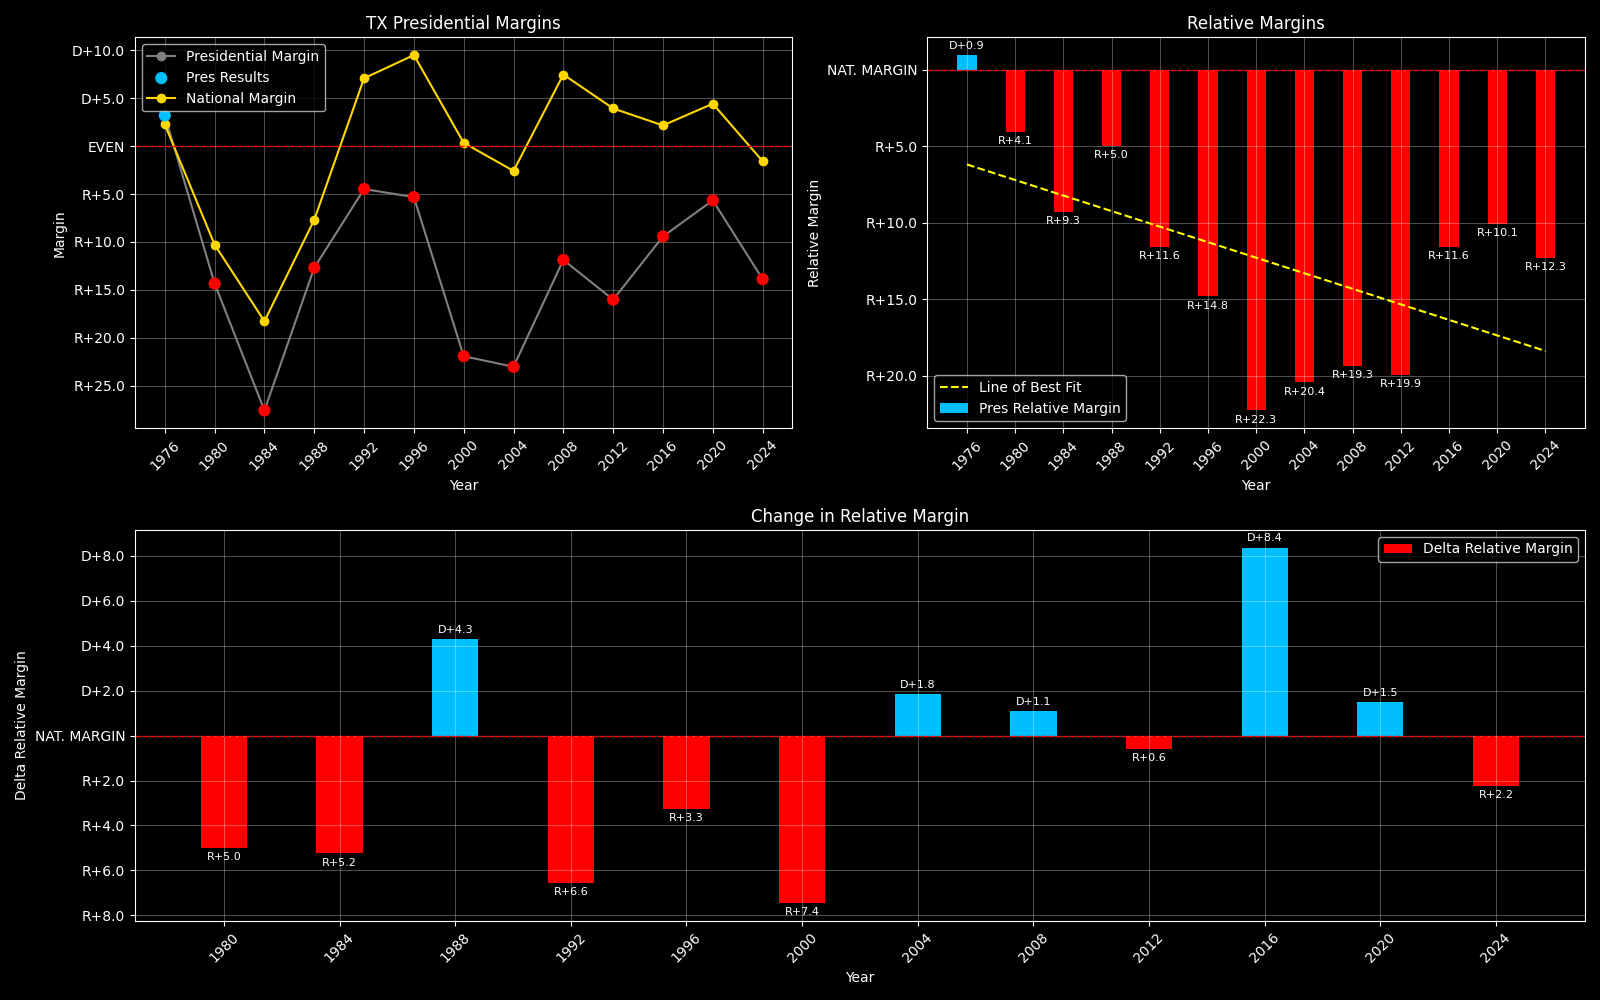 TX Presidential Margins
Presidential Margin
Pres Results
National Margin
D+10.0
D+5.0
EVEN
R+5.0
R+10.0
R+15.0
R+20.0
R+25.0
Margin
1976 1980 1984 1988 1992 1996 2000 2004 2008 2012 2016 2020 2024
Year
Relative Margins
NAT. MARGIN
R+5.0
R+10.0
R+15.0
R+20.0
Relative Margin
D+0.9
R+4.1
R+9.3
R+5.0
R+11.6
R+14.8
R+22.3
R+20.4
R+19.3
R+19.9
R+11.6
R+10.1
R+12.3
Line of Best Fit
Pres Relative Margin
1976 1980 1984 1988 1992 1996 2000 2004 2008 2012 2016 2020 2024
Year
Change in Relative Margin
Delta Relative Margin
D+8.0
D+6.0
D+4.0
D+2.0
NAT. MARGIN
R+2.0
R+4.0
R+6.0
R+8.0
Delta Relative Margin
R+5.0
R+5.2
D+4.3
R+6.6
R+3.3
R+7.4
D+1.8
D+1.1
R+0.6
D+8.4
D+1.5
R+2.2
1980 1984 1988 1992 1996 2000 2004 2008 2012 2016 2020 2024
Year